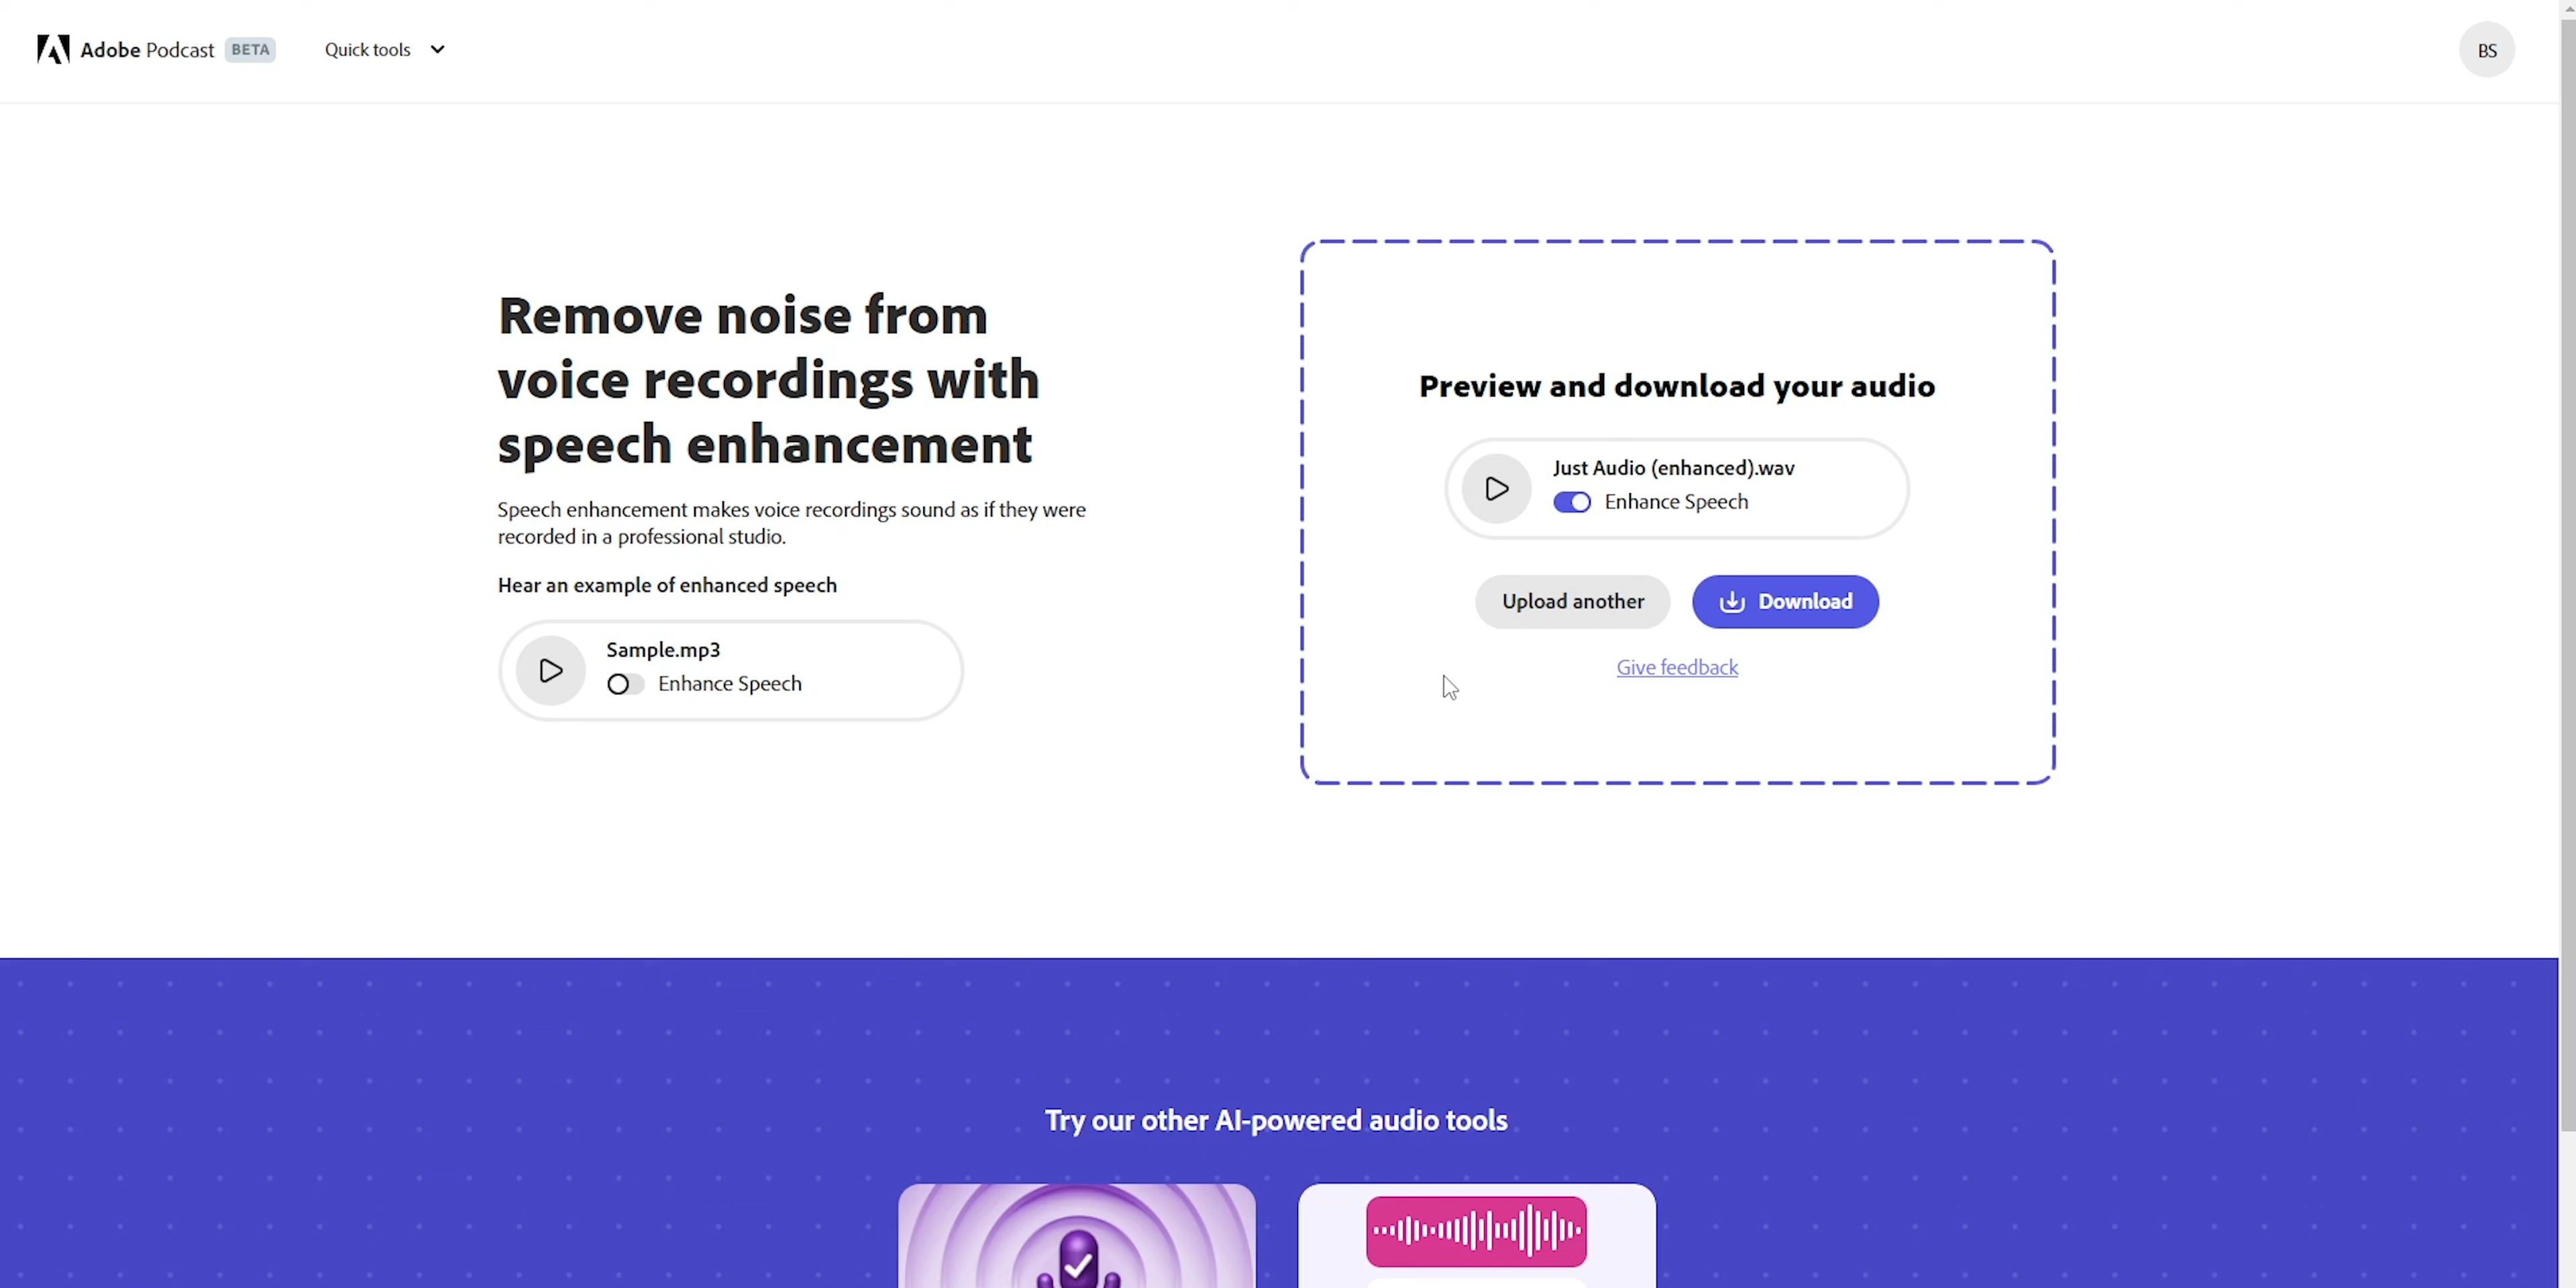 Adobe Podcast BETA Quick tools BS
Remove noise from
voice recordings with
speech enhancement
Speech enhancement makes voice recordings sound as if they were
recorded in a professional studio.
Hear an example of enhanced speech
Sample.mp3
Enhance Speech
Preview and download your audio
Just Audio (enhanced).wav
Enhance Speech
Upload another Download
Give feedback
Try our other AI-powered audio tools